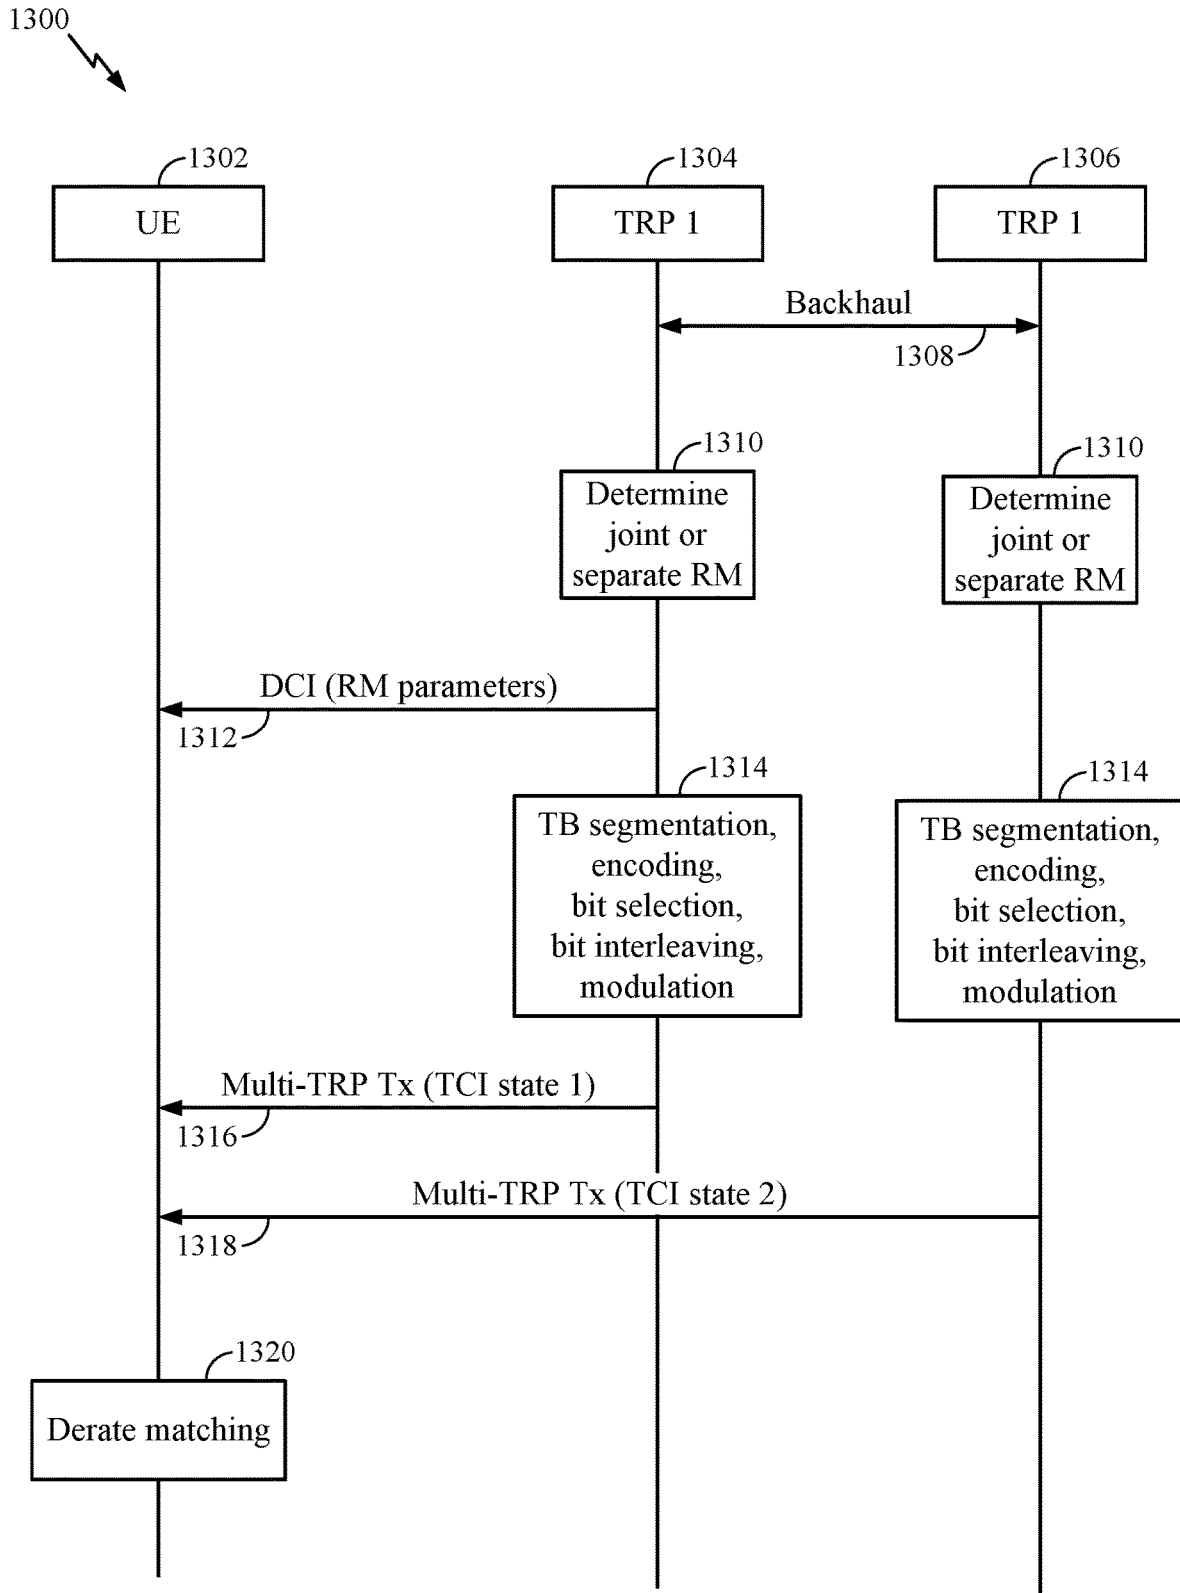 1300
1302
1304
1306
UE
TRP 1
TRP 1
Backhaul
1308
1310
1310
Determine
joint or
separate RM
Determine
joint or
separate RM
DCI (RM parameters)
1312
1314
1314
TB segmentation,
encoding,
bit selection,
bit interleaving,
modulation
TB segmentation,
encoding,
bit selection,
bit interleaving,
modulation
Multi-TRP Tx (TCI state 1)
1316
Multi-TRP Tx (TCI state 2)
1318
1320
Derate matching